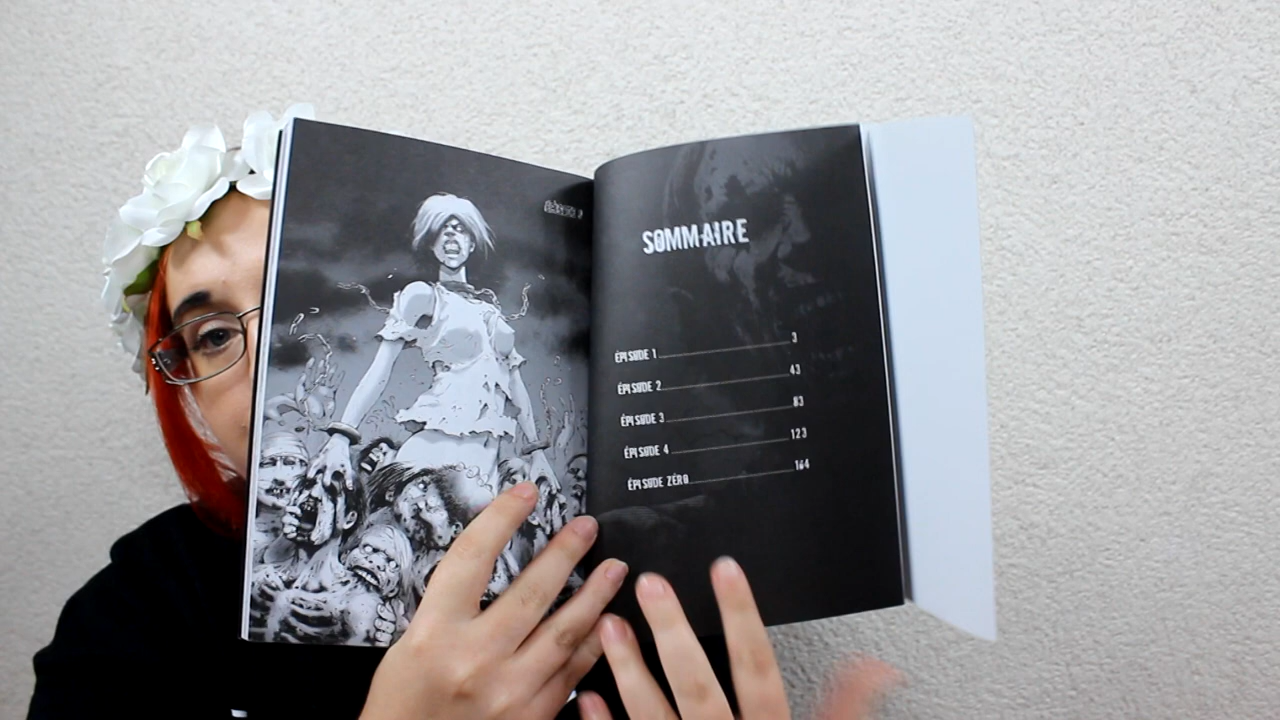 SOMMAIRE
ÉPISODE 1 3
ÉPISODE 2 43
ÉPISODE 3 83
ÉPISODE 4 123
ÉPISODE ZÉRO 164